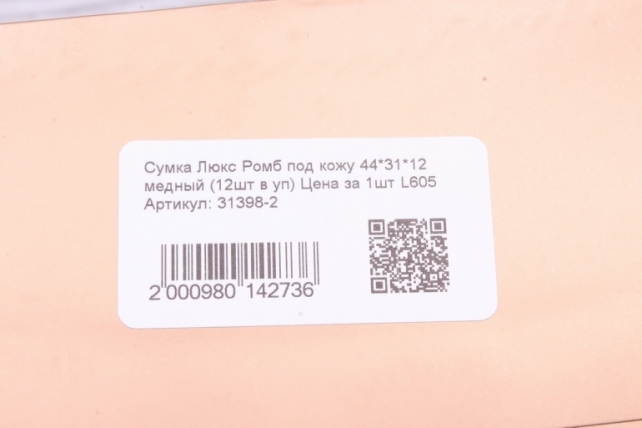 Сумка Люкс Ромб под кожу 44*31*12
медный (12шт в уп) Цена за 1шт L605
Артикул: 31398-2
2 000980 142736